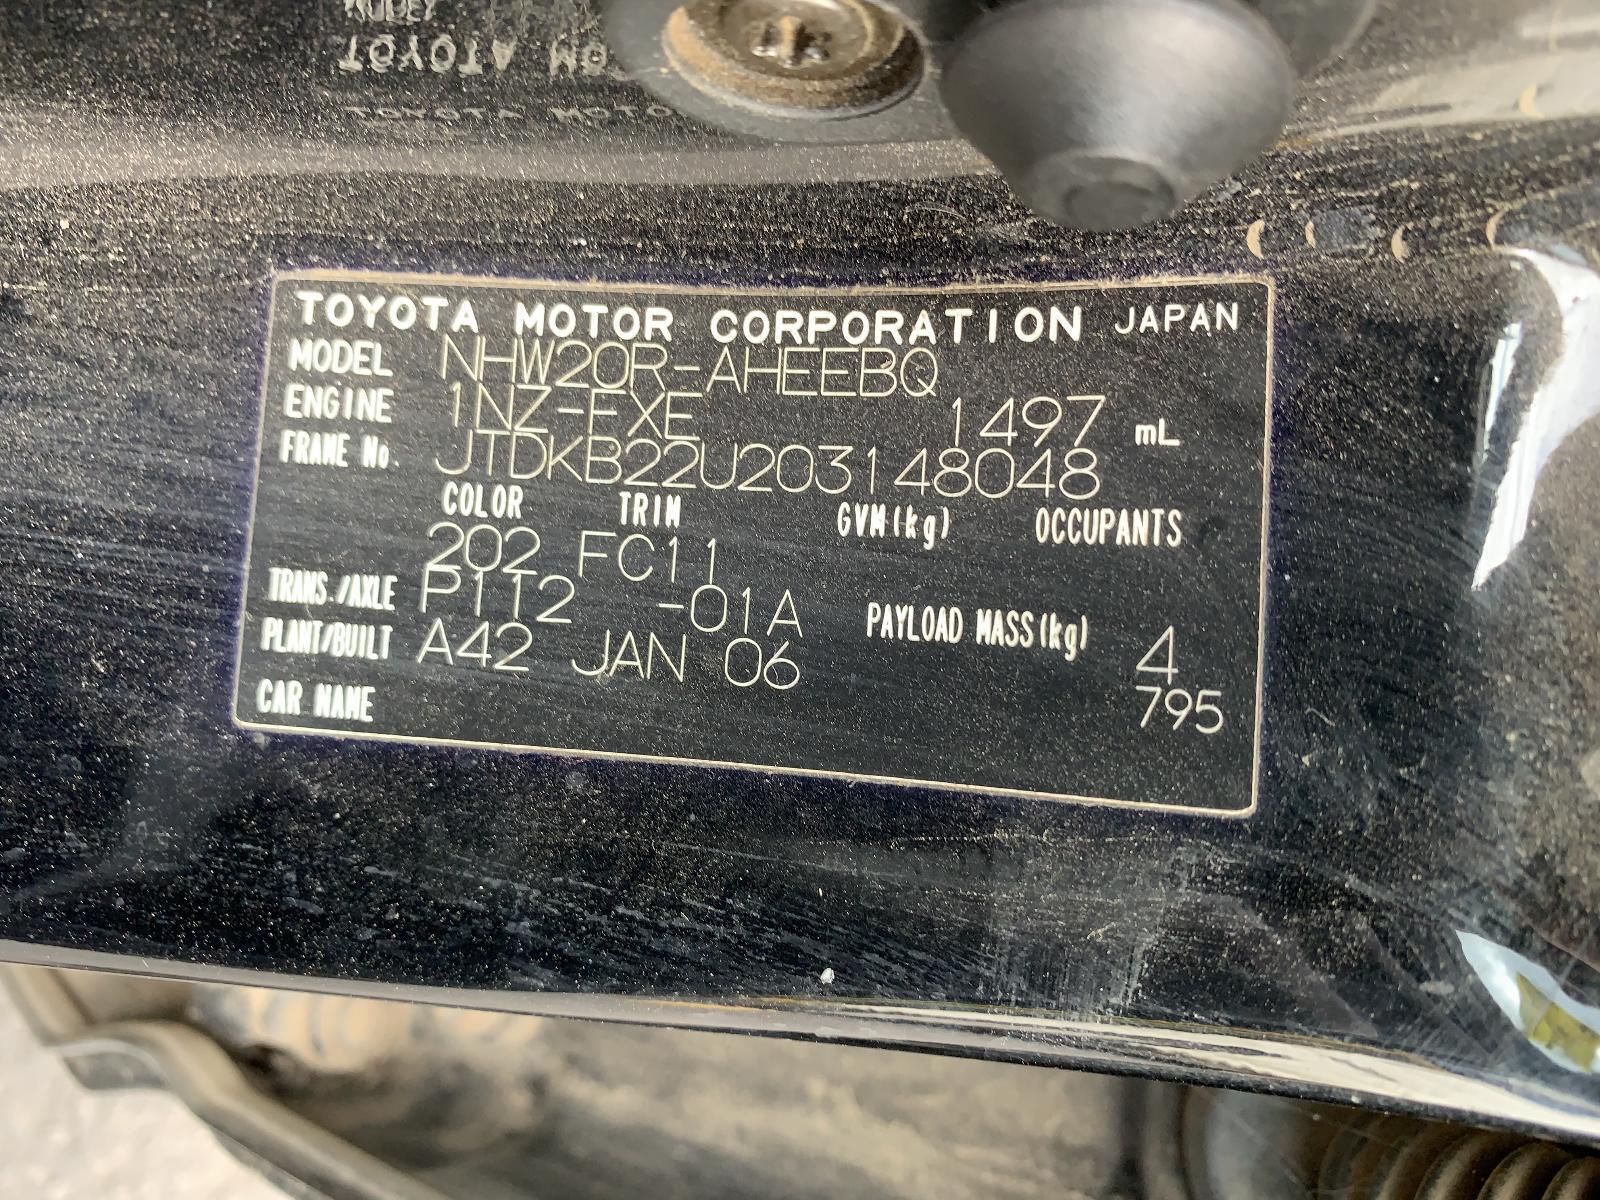 TOYOTA MOTOR CORPORATION JAPAN
MODEL NHW20R-AHEEBQ
ENGINE 1NZ-FXE 1497 mL
FRAME No. JTDKB22U203148048
COLOR TRIM GVM(kg) OCCUPANTS
202 FC11
TRANS./AXLE P112 -01A PAYLOAD MASS(kg) 4
PLANT/BUILT A42 JAN 06 795
CAR NAME